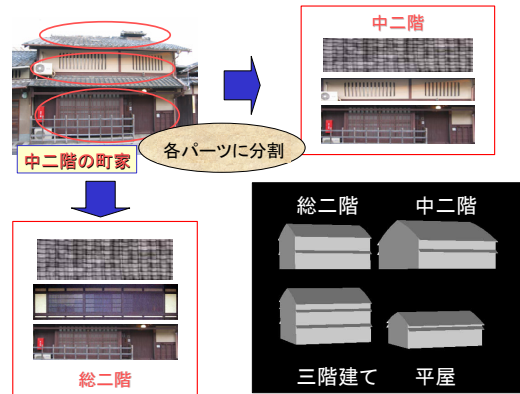 中二階
各パーツに分割
中二階の町家
総二階
中二階
三階建て
平屋
総二階